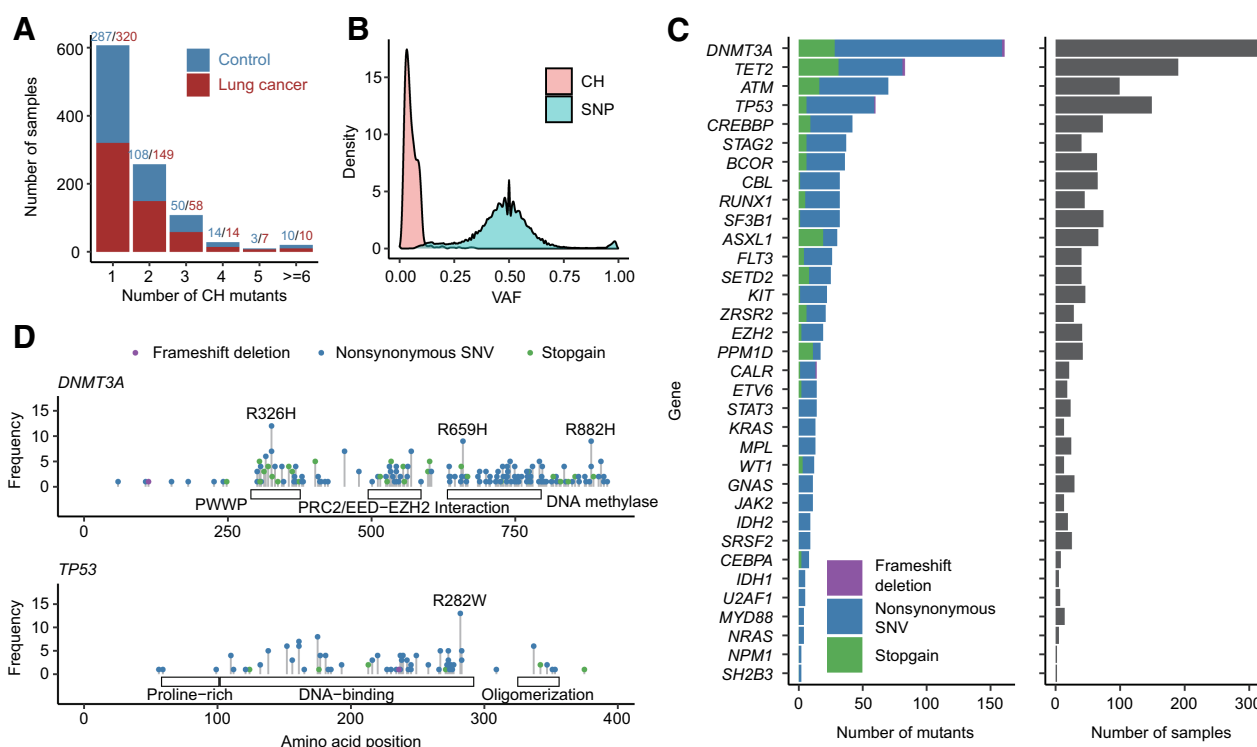 A
287/320
108/149
50/58
14/14
3/7
10/10
Control
Lung cancer
Number of samples
600
400
200
0
1 2 3 4 5 >=6
Number of CH mutants
B
CH
SNP
Density
15
10
5
0
0.00 0.25 0.50 0.75 1.00
VAF
C
Gene
DNMT3A
TET2
ATM
TP53
CREBBP
STAG2
BCOR
CBL
RUNX1
SF3B1
ASXL1
FLT3
SETD2
KIT
ZRSR2
EZH2
PPM1D
CALR
ETV6
STAT3
KRAS
MPL
WT1
GNAS
JAK2
IDH2
SRSF2
CEBPA
IDH1
U2AF1
MYD88
NRAS
NPM1
SH2B3
Frameshift
deletion
Nonsynonymous
SNV
Stopgain
0 50 100 150
Number of mutants
0 100 200 300
Number of samples
D
Frameshift deletion Nonsynonymous SNV Stopgain
DNMT3A
Frequency
15
10
5
0
R326H
R659H
R882H
PWWP
PRC2/EED−EZH2 Interaction
DNA methylase
0 250 500 750
TP53
Frequency
15
10
5
0
R282W
Proline−rich
DNA−binding
Oligomerization
0 100 200 300 400
Amino acid position